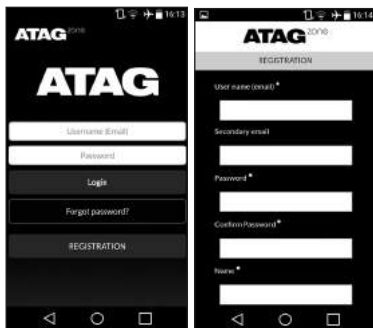 16:13
ATAG zone
ATAG
Username (Email)
Password
Login
Forgot password?
REGISTRATION
16:14
ATAG zone
REGISTRATION
User name (email) *
Secondary email
Password *
Confirm Password *
Name *